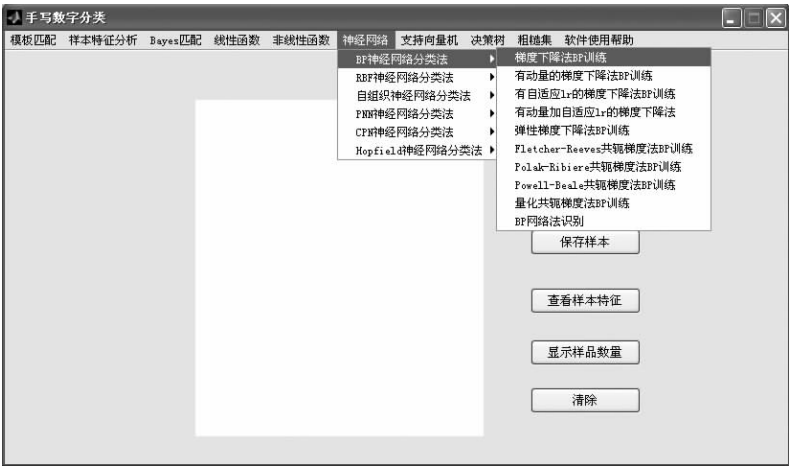 手写数字分类
模板匹配 样本特征分析 Bayes匹配 线性函数 非线性函数 神经网络 支持向量机 决策树 粗糙集 软件使用帮助
BP神经网络分类法
RBF神经网络分类法
自组织神经网络分类法
PNN神经网络分类法
CPN神经网络分类法
Hopfield神经网络分类法
梯度下降法BP训练
有动量的梯度下降法BP训练
有自适应lr的梯度下降法BP训练
有动量加自适应lr的梯度下降法
弹性梯度下降法BP训练
Fletcher-Reeves共轭梯度法BP训练
Polak-Ribiere共轭梯度法BP训练
Powell-Beale共轭梯度法BP训练
量化共轭梯度法BP训练
BP网络法识别
保存样本
查看样本特征
显示样品数量
清除